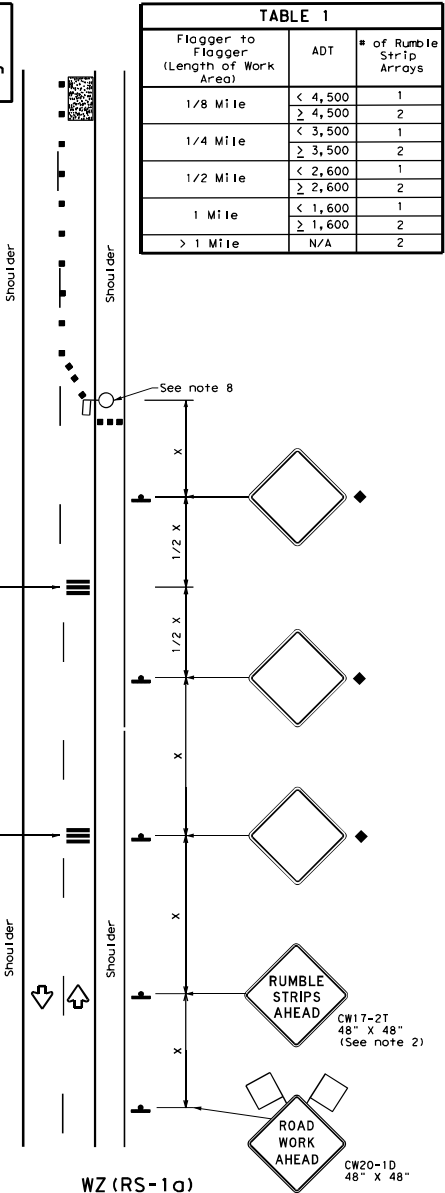 TABLE 1
Flagger to
Flagger
(Length of Work
Area)
ADT
# of Rumble
Strip
Arrays
1/8 Mile
< 4,500
1
≥ 4,500
2
1/4 Mile
< 3,500
1
≥ 3,500
2
1/2 Mile
< 2,600
1
≥ 2,600
2
1 Mile
< 1,600
1
≥ 1,600
2
> 1 Mile
N/A
2
Shoulder
Shoulder
See note 8
X
1/2 X
1/2 X
X
X
X
Shoulder
Shoulder
RUMBLE
STRIPS
AHEAD
CW17-2T
48" X 48"
(See note 2)
ROAD
WORK
AHEAD
CW20-1D
48" X 48"
WZ (RS-1a)